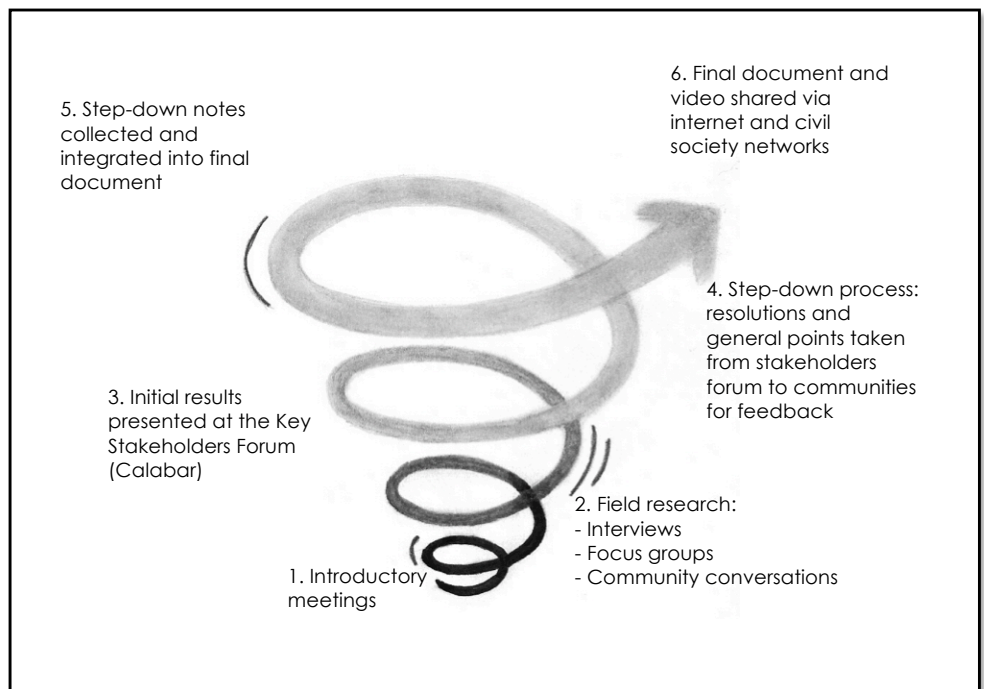 6. Final document and
video shared via
internet and civil
society networks
5. Step-down notes
collected and
integrated into final
document
4. Step-down process:
resolutions and
general points taken
from stakeholders
forum to communities
for feedback
3. Initial results
presented at the Key
Stakeholders Forum
(Calabar)
2. Field research:
- Interviews
- Focus groups
- Community conversations
1. Introductory
meetings